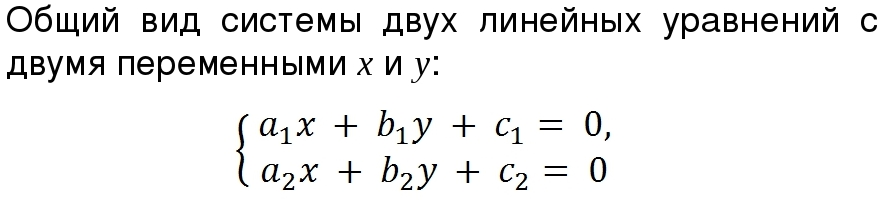 Общий вид системы двух линейных уравнений с
двумя переменными x и y:
a₁x + b₁y + c₁ = 0,
a₂x + b₂y + c₂ = 0